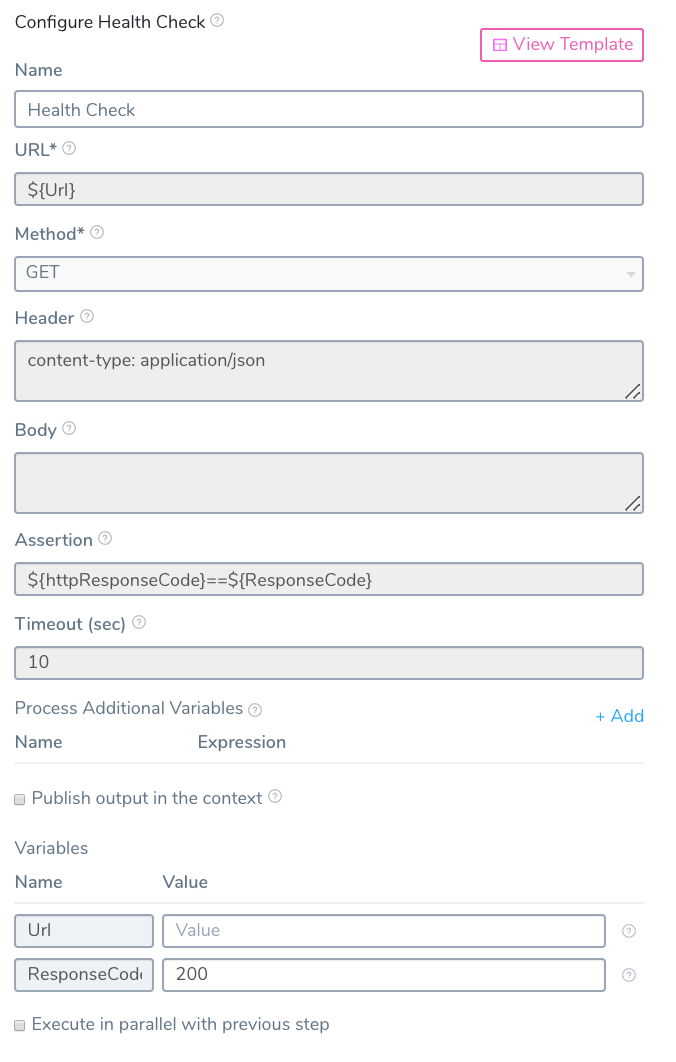 Configure Health Check ?
View Template
Name
Health Check
URL* ?
${Url}
Method* ?
GET
Header ?
content-type: application/json
Body ?
Assertion ?
${httpResponseCode}==${ResponseCode}
Timeout (sec) ?
10
Process Additional Variables ?
+ Add
Name Expression
Publish output in the context ?
Variables
Name Value
Url Value ?
ResponseCode 200 ?
Execute in parallel with previous step